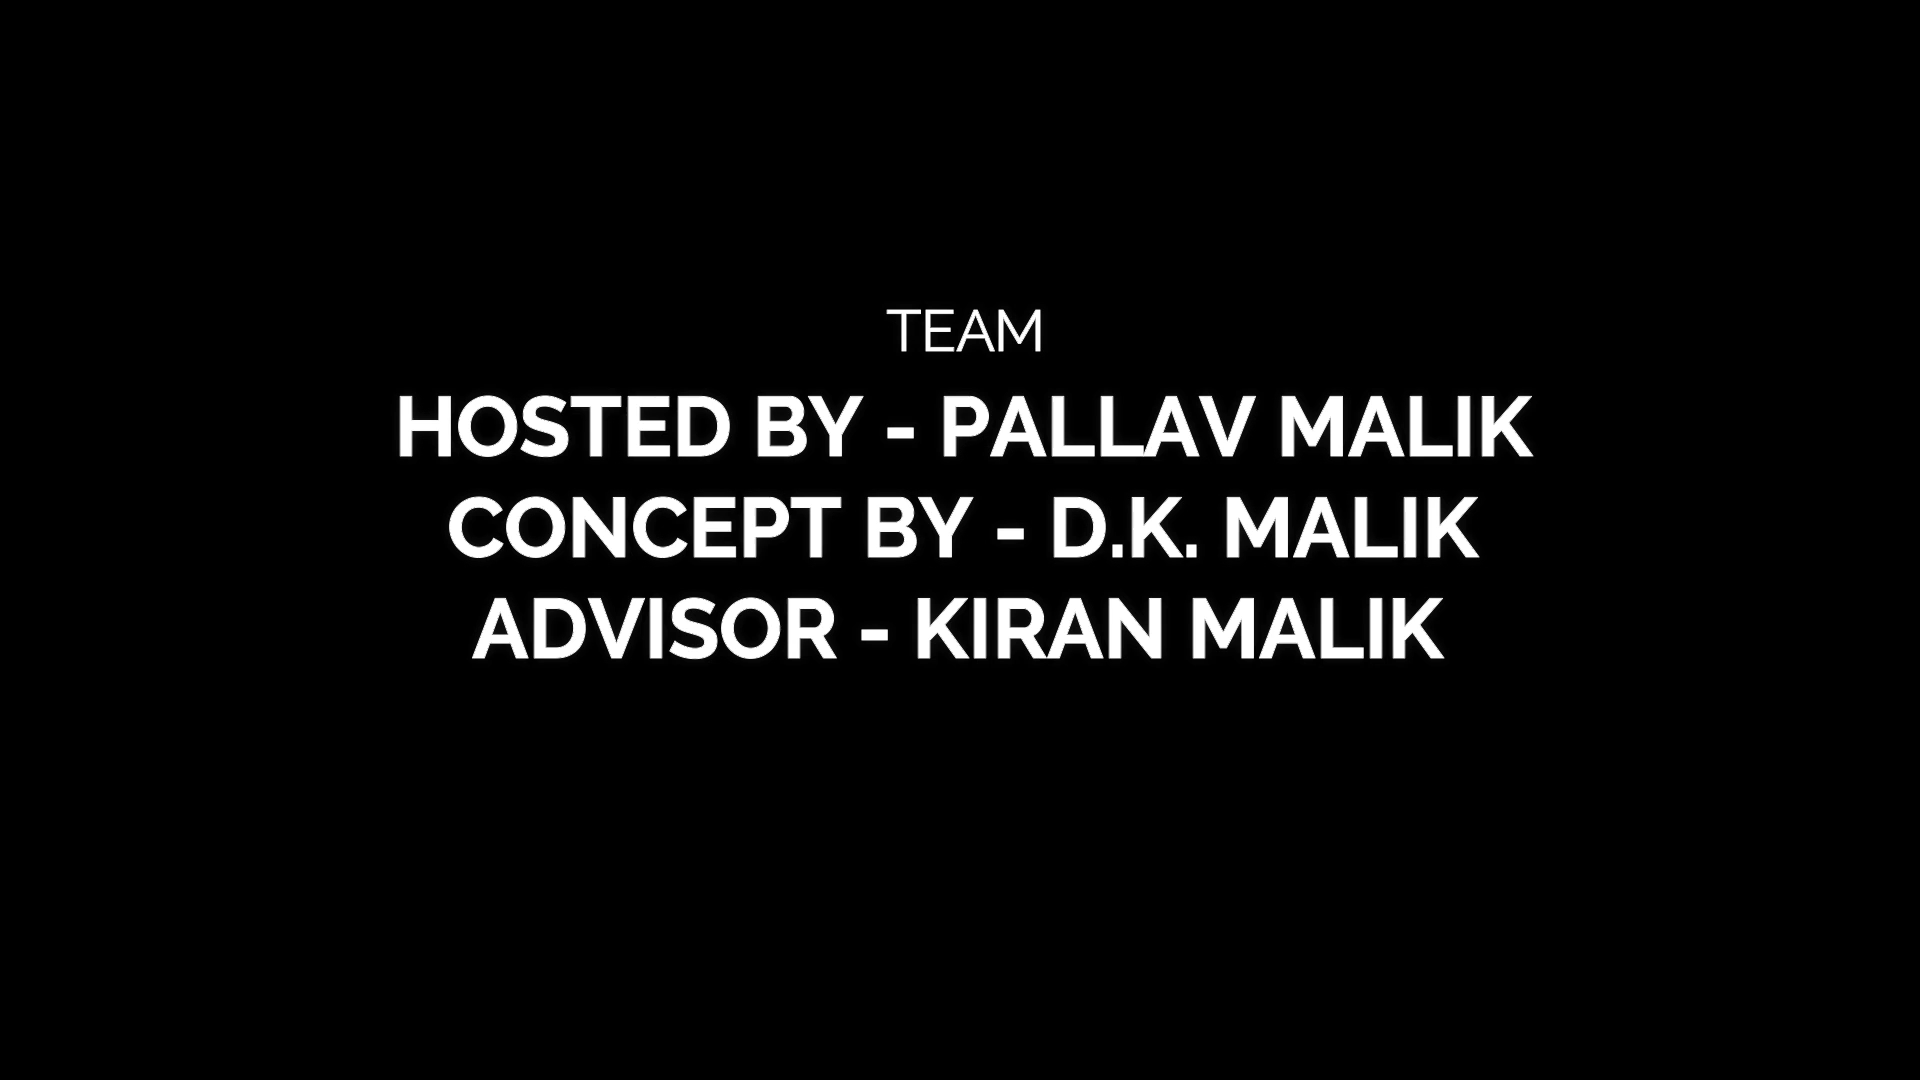 TEAM
HOSTED BY - PALLAV MALIK
CONCEPT BY - D.K. MALIK
ADVISOR - KIRAN MALIK